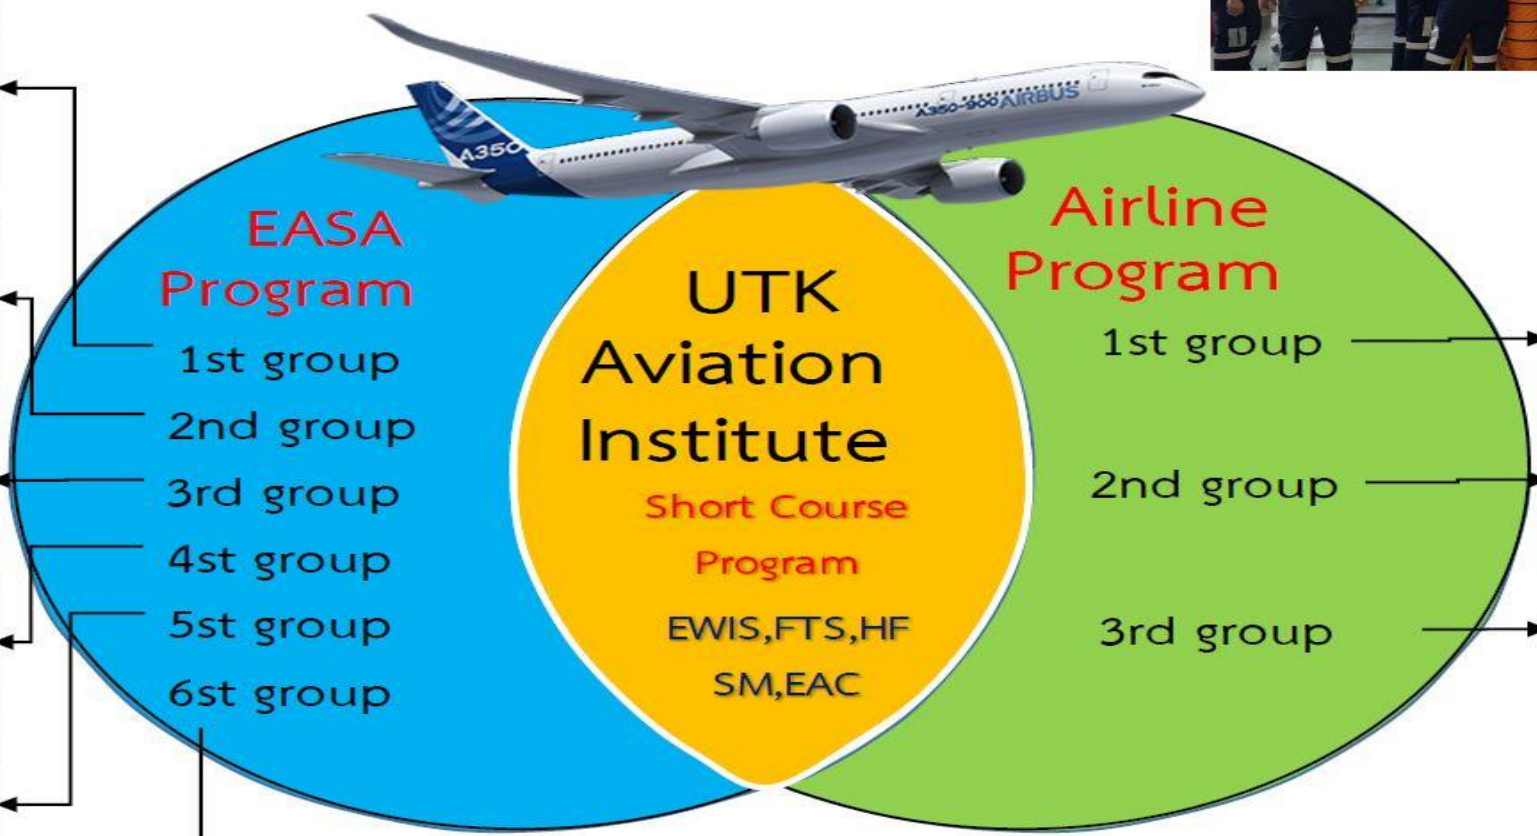 A350-900 AIRBUS
A350
EASA
Program
1st group
2nd group
3rd group
4st group
5st group
6st group
UTK
Aviation
Institute
Short Course
Program
EWIS,FTS,HF
SM,EAC
Airline
Program
1st group
2nd group
3rd group